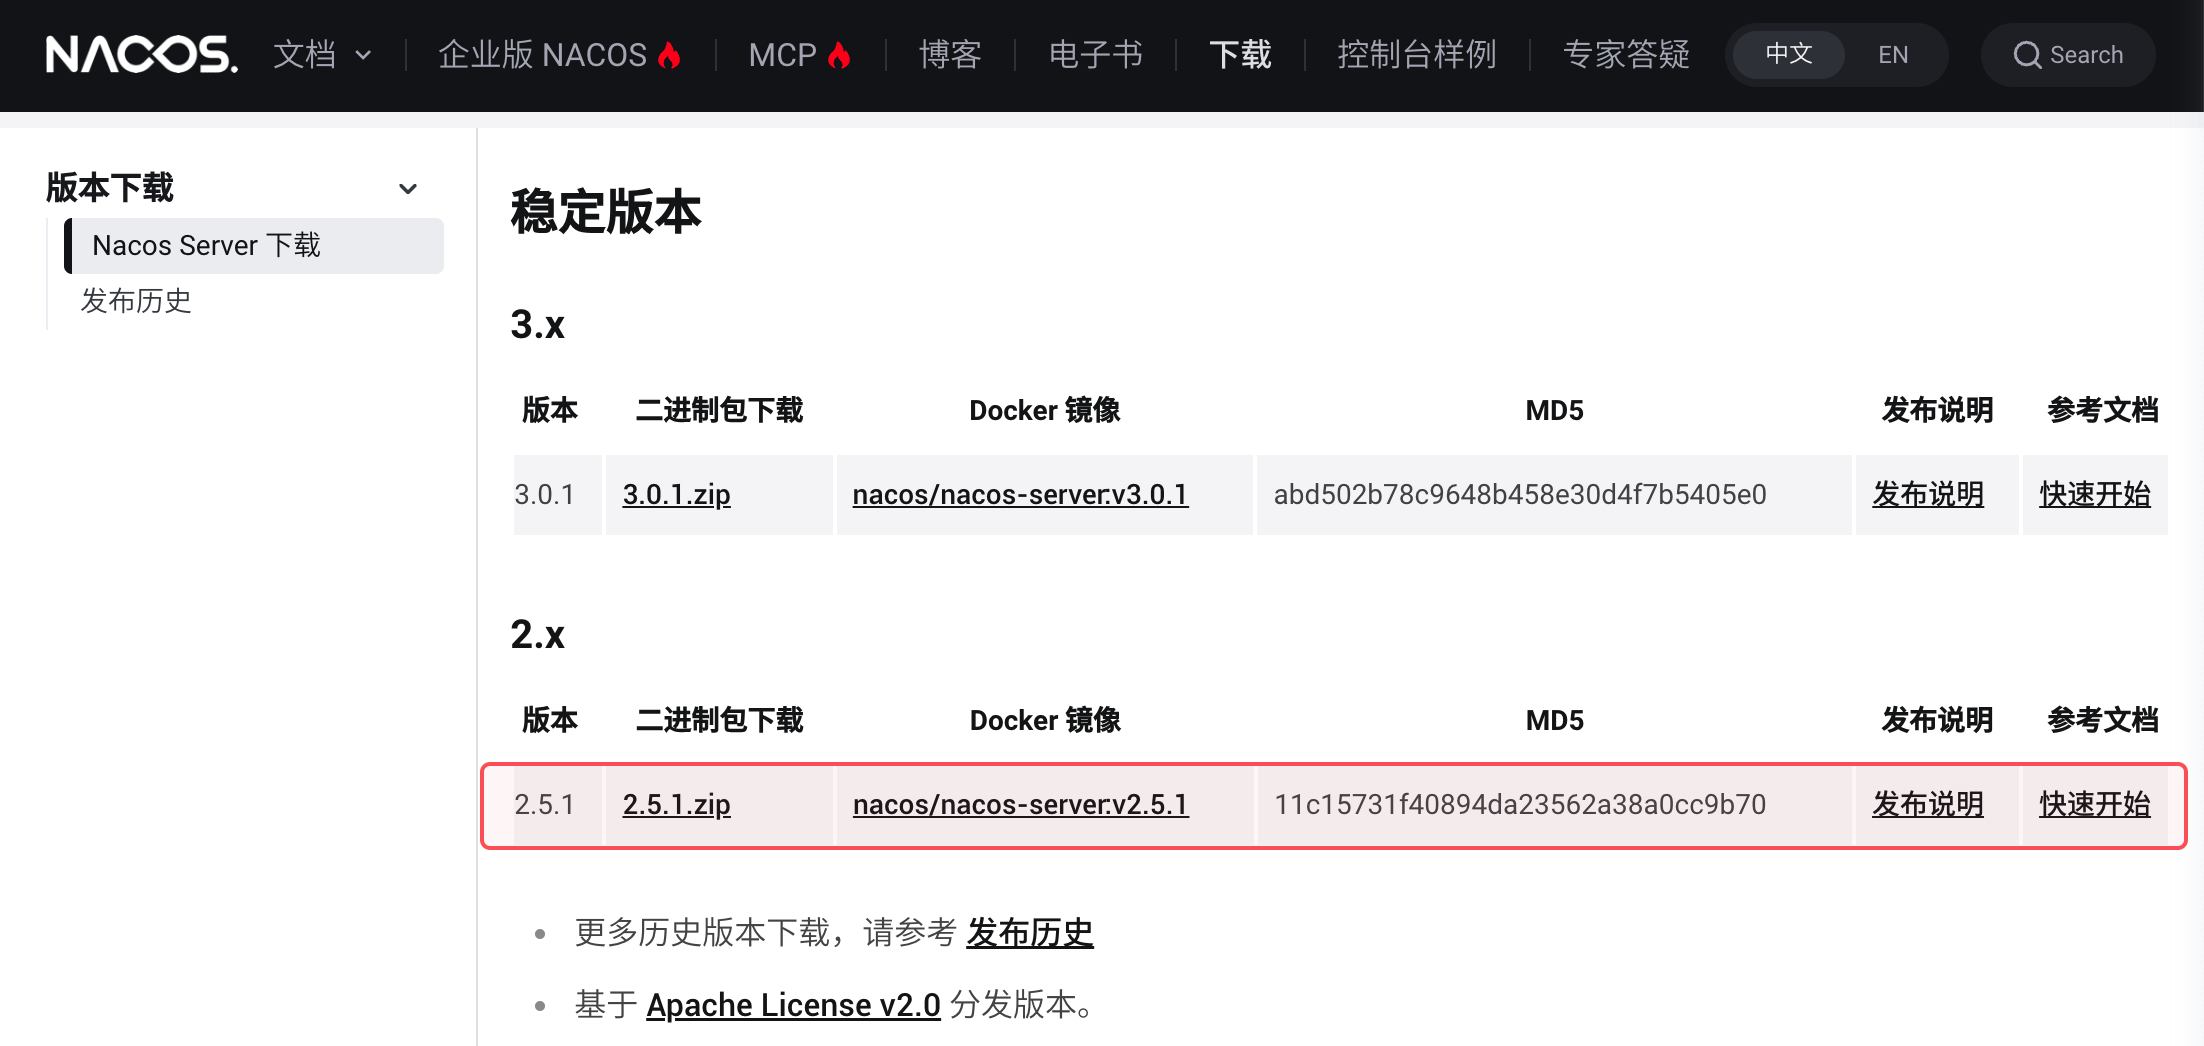 NACOS. 文档 企业版 NACOS MCP 博客 电子书 下载 控制台样例 专家答疑 中文 EN Search
版本下载
Nacos Server 下载
发布历史
稳定版本
3.x
版本 二进制包下载 Docker 镜像 MD5 发布说明 参考文档
3.0.1 3.0.1.zip nacos/nacos-server:v3.0.1 abd502b78c9648b458e30d4f7b5405e0 发布说明 快速开始
2.x
版本 二进制包下载 Docker 镜像 MD5 发布说明 参考文档
2.5.1 2.5.1.zip nacos/nacos-server:v2.5.1 11c15731f40894da23562a38a0cc9b70 发布说明 快速开始
更多历史版本下载，请参考 发布历史
基于 Apache License v2.0 分发版本。